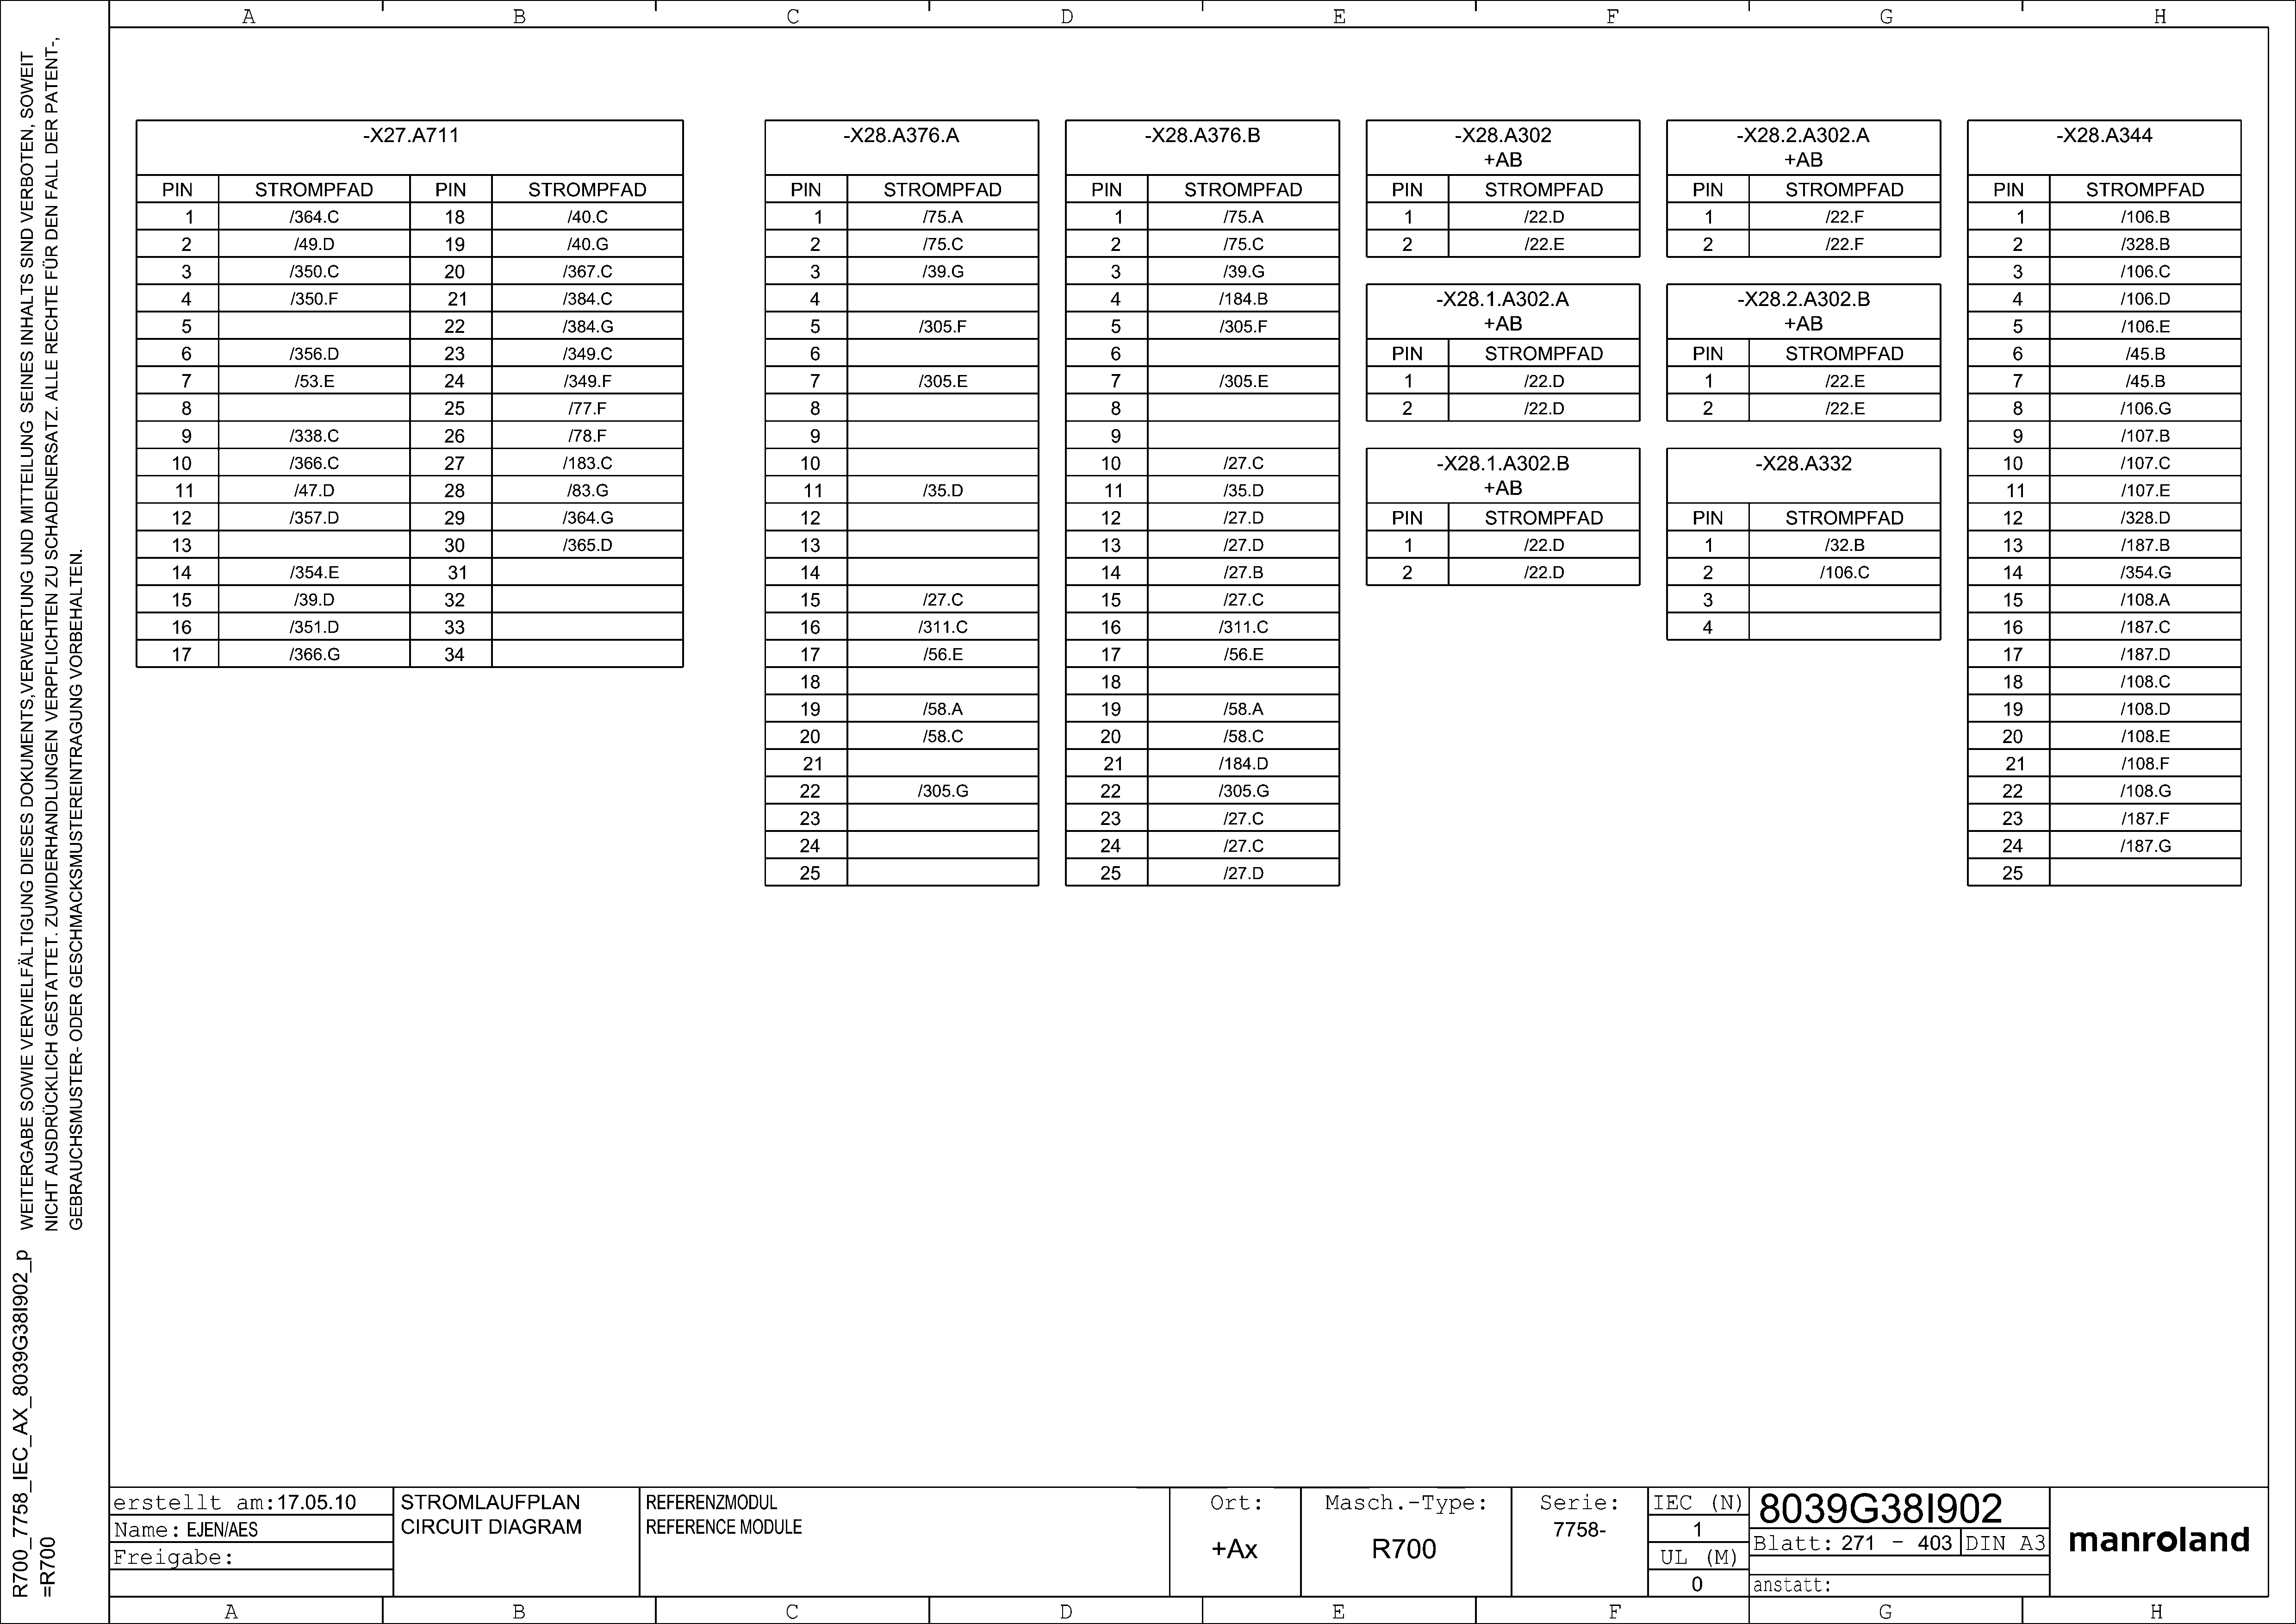 A B C D E F G H
WEITERGABE SOWIE VERVIELFÄLTIGUNG DIESES DOKUMENTS,VERWERTUNG UND MITTEILUNG SEINES INHALTS SIND VERBOTEN, SOWEIT
NICHT AUSDRÜCKLICH GESTATTET. ZUWIDERHANDLUNGEN VERPFLICHTEN ZU SCHADENERSATZ. ALLE RECHTE FÜR DEN FALL DER PATENT-,
GEBRAUCHSMUSTER- ODER GESCHMACKSMUSTEREINTRAGUNG VORBEHALTEN.
R700_7758_IEC_AX_8039G38I902_p
=R700
-X27.A711
PIN STROMPFAD PIN STROMPFAD
1 /364.C 18 /40.C
2 /49.D 19 /40.G
3 /350.C 20 /367.C
4 /350.F 21 /384.C
5 22 /384.G
6 /356.D 23 /349.C
7 /53.E 24 /349.F
8 25 /77.F
9 /338.C 26 /78.F
10 /366.C 27 /183.C
11 /47.D 28 /83.G
12 /357.D 29 /364.G
13 30 /365.D
14 /354.E 31
15 /39.D 32
16 /351.D 33
17 /366.G 34
-X28.A376.A
PIN STROMPFAD
1 /75.A
2 /75.C
3 /39.G
4
5 /305.F
6
7 /305.E
8
9
10
11 /35.D
12
13
14
15 /27.C
16 /311.C
17 /56.E
18
19 /58.A
20 /58.C
21
22 /305.G
23
24
25
-X28.A376.B
PIN STROMPFAD
1 /75.A
2 /75.C
3 /39.G
4 /184.B
5 /305.F
6
7 /305.E
8
9
10 /27.C
11 /35.D
12 /27.D
13 /27.D
14 /27.B
15 /27.C
16 /311.C
17 /56.E
18
19 /58.A
20 /58.C
21 /184.D
22 /305.G
23 /27.C
24 /27.C
25 /27.D
-X28.A302
+AB
PIN STROMPFAD
1 /22.D
2 /22.E
-X28.1.A302.A
+AB
PIN STROMPFAD
1 /22.D
2 /22.D
-X28.1.A302.B
+AB
PIN STROMPFAD
1 /22.D
2 /22.D
-X28.2.A302.A
+AB
PIN STROMPFAD
1 /22.F
2 /22.F
-X28.2.A302.B
+AB
PIN STROMPFAD
1 /22.E
2 /22.E
-X28.A332
PIN STROMPFAD
1 /32.B
2 /106.C
3
4
-X28.A344
PIN STROMPFAD
1 /106.B
2 /328.B
3 /106.C
4 /106.D
5 /106.E
6 /45.B
7 /45.B
8 /106.G
9 /107.B
10 /107.C
11 /107.E
12 /328.D
13 /187.B
14 /354.G
15 /108.A
16 /187.C
17 /187.D
18 /108.C
19 /108.D
20 /108.E
21 /108.F
22 /108.G
23 /187.F
24 /187.G
25
erstellt am:17.05.10
Name: EJEN/AES
Freigabe:
STROMLAUFPLAN
CIRCUIT DIAGRAM
REFERENZMODUL
REFERENCE MODULE
Ort:
+Ax
Masch.-Type:
R700
Serie:
7758-
IEC (N)
1
UL (M)
0
8039G38I902
Blatt: 271 - 403 DIN A3
anstatt:
manroland
A B C D E F G H